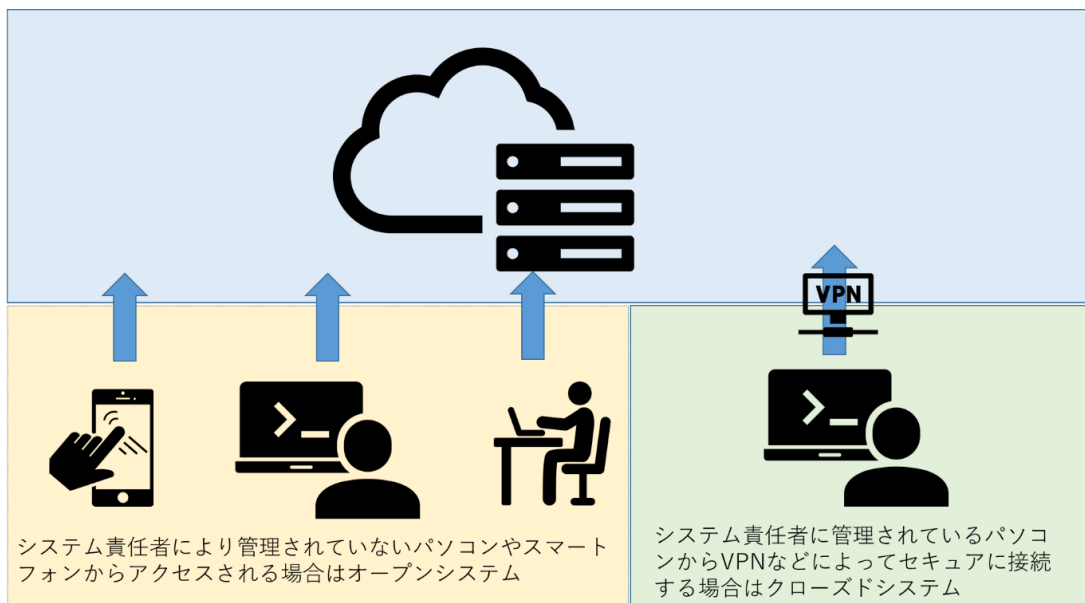 VPN
システム責任者により管理されていないパソコンやスマート
フォンからアクセスされる場合はオープンシステム
システム責任者に管理されているパソコ
ンからVPNなどによってセキュアに接続
する場合はクローズドシステム